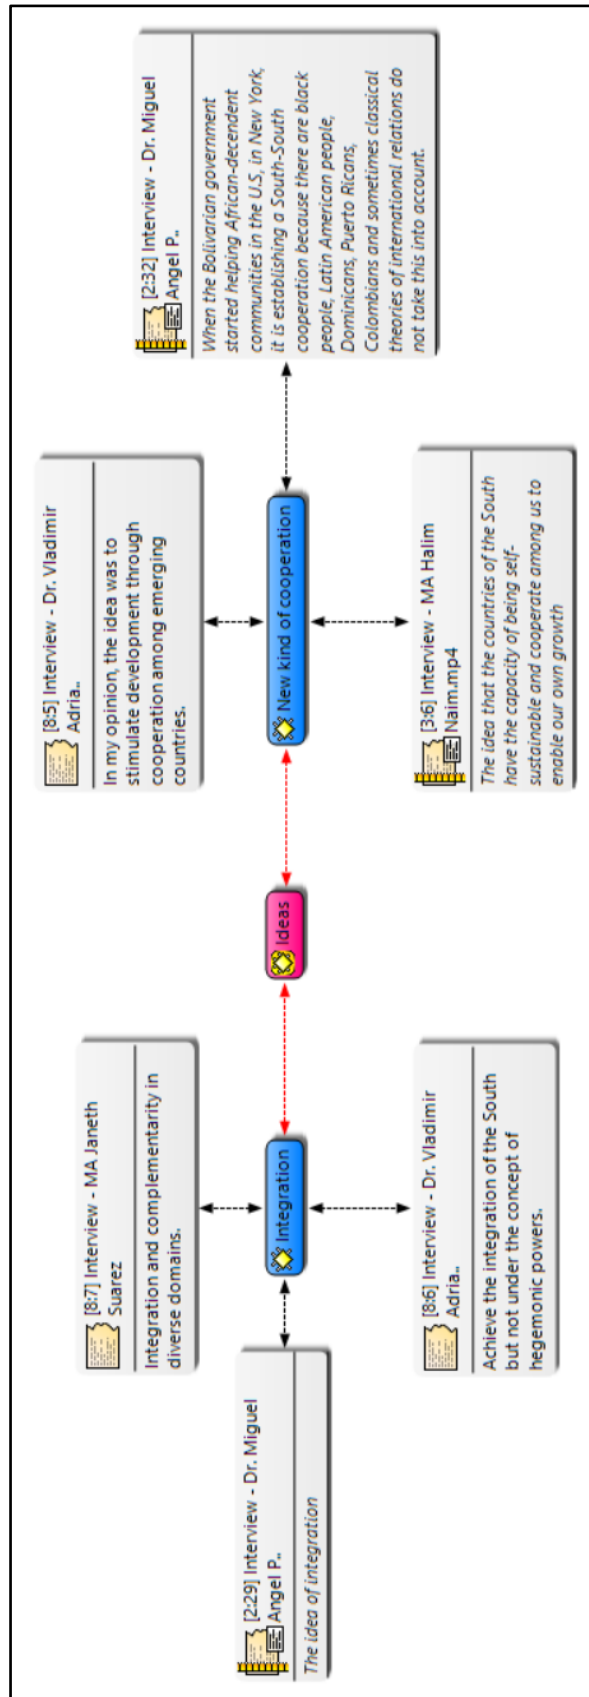 [2:29] Interview - Dr. Miguel
Angel P..
The idea of integration
[8:7] Interview - MA Janeth
Suarez
Integration and complementarity in
diverse domains.
Integration
[8:6] Interview - Dr. Vladimir
Adria..
Achieve the integration of the South
but not under the concept of
hegemonic powers.
Ideas
[8:5] Interview - Dr. Vladimir
Adria..
In my opinion, the idea was to
stimulate development through
cooperation among emerging
countries.
New kind of cooperation
[3:6] Interview - MA Halim
Naim.mp4
The idea that the countries of the South
have the capacity of being self-
sustainable and cooperate among us to
enable our own growth
[2:32] Interview - Dr. Miguel
Angel P..
When the Bolivarian government
started helping African-decendent
communities in the U.S, in New York,
it is establishing a South-South
cooperation because there are black
people, Latin American people,
Dominicans, Puerto Ricans,
Colombians and sometimes classical
theories of international relations do
not take this into account.